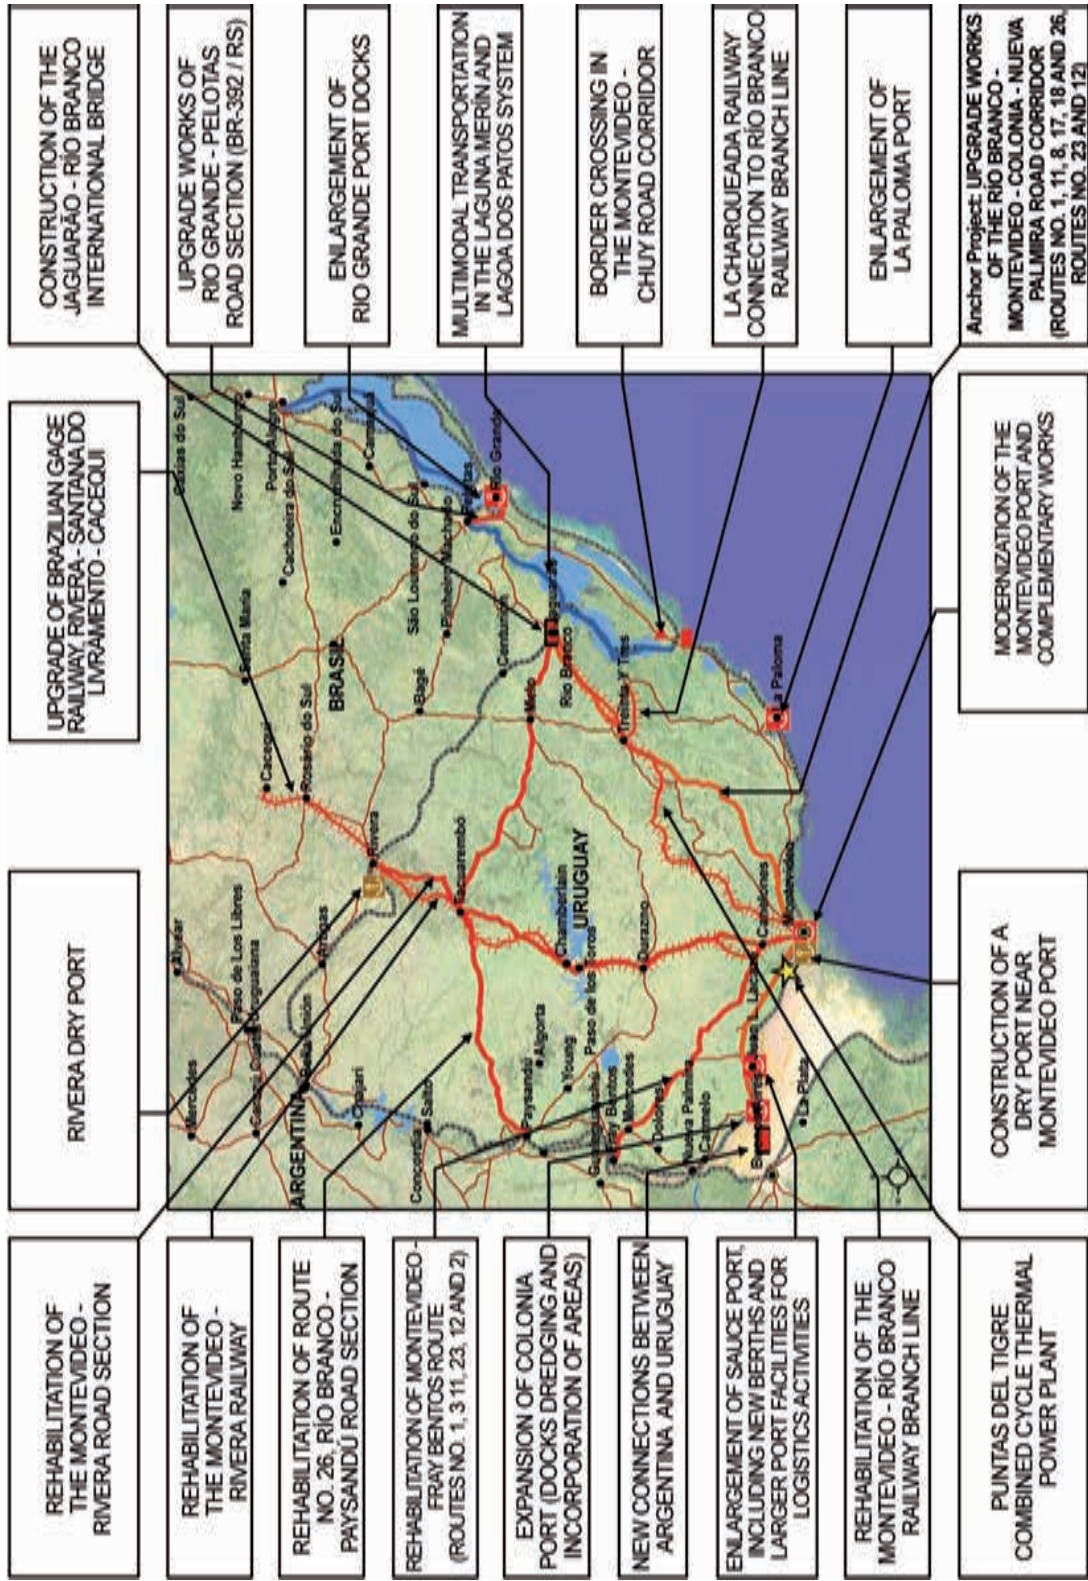 REHABILITATION OF
THE MONTEVIDEO -
RIVERA ROAD SECTION
RIVERA DRY PORT
UPGRADE OF BRAZILIAN GAGE
RAILWAY, RIVERA - SANTANA DO
LIVRAMENTO - CACEQUI
CONSTRUCTION OF THE
JAGUARÃO - RÍO BRANCO
INTERNATIONAL BRIDGE
REHABILITATION OF
THE MONTEVIDEO -
RIVERA RAILWAY
REHABILITATION OF ROUTE
NO. 26, RÍO BRANCO -
PAYSANDÚ ROAD SECTION
REHABILITATION OF MONTEVIDEO -
FRAY BENTOS ROUTE
(ROUTES NO. 1, 3 11, 23, 12 AND 2)
EXPANSION OF COLONIA
PORT (DOCKS DREDGING AND
INCORPORATION OF AREAS)
NEW CONNECTIONS BETWEEN
ARGENTINA AND URUGUAY
ENLARGEMENT OF SAUCE PORT,
INCLUDING NEW BERTHS AND
LARGER PORT FACILITIES FOR
LOGISTICS ACTIVITIES
REHABILITATION OF THE
MONTEVIDEO - RÍO BRANCO
RAILWAY BRANCH LINE
PUNTAS DEL TIGRE
COMBINED CYCLE THERMAL
POWER PLANT
CONSTRUCTION OF A
DRY PORT NEAR
MONTEVIDEO PORT
MODERNIZATION OF THE
MONTEVIDEO PORT AND
COMPLEMENTARY WORKS
UPGRADE WORKS OF
RIO GRANDE - PELOTAS
ROAD SECTION (BR-392 / RS)
ENLARGEMENT OF
RIO GRANDE PORT DOCKS
MULTIMODAL TRANSPORTATION
IN THE LAGUNA MERÍN AND
LAGOA DOS PATOS SYSTEM
BORDER CROSSING IN
THE MONTEVIDEO -
CHUY ROAD CORRIDOR
LA CHARQUEADA RAILWAY
CONNECTION TO RÍO BRANCO
RAILWAY BRANCH LINE
ENLARGEMENT OF
LA PALOMA PORT
Anchor Project: UPGRADE WORKS
OF THE RÍO BRANCO -
MONTEVIDEO - COLONIA - NUEVA
PALMIRA ROAD CORRIDOR
(ROUTES NO. 1, 11, 8, 17, 18 AND 26,
ROUTES NO. 23 AND 12)
Alvear
Mercedes
Paso de Los Libres
Uruguaiana
ARGENTINA
Chajarí
Artigas
Concordia
Salto
Rivera
Cacequi
Rosário do Sul
Santa Maria
BRASIL
Caxias do Sul
Novo Hamburgo
Porto Alegre
Cachoeira do Sul
Encruzilhada do Sul
Camaquã
São Lourenço do Sul
Pinheiro Machado
Bagé
Pelotas
Rio Grande
Centurión
Melo
Río Branco
Tacuarembó
Paysandú
Algorta
Young
Chamberlain
Paso de los Toros
URUGUAY
Durazno
Treinta Y Tres
La Paloma
Fray Bentos
Mercedes
Dolores
Nueva Palmira
Carmelo
Canelones
Montevideo
La Plata